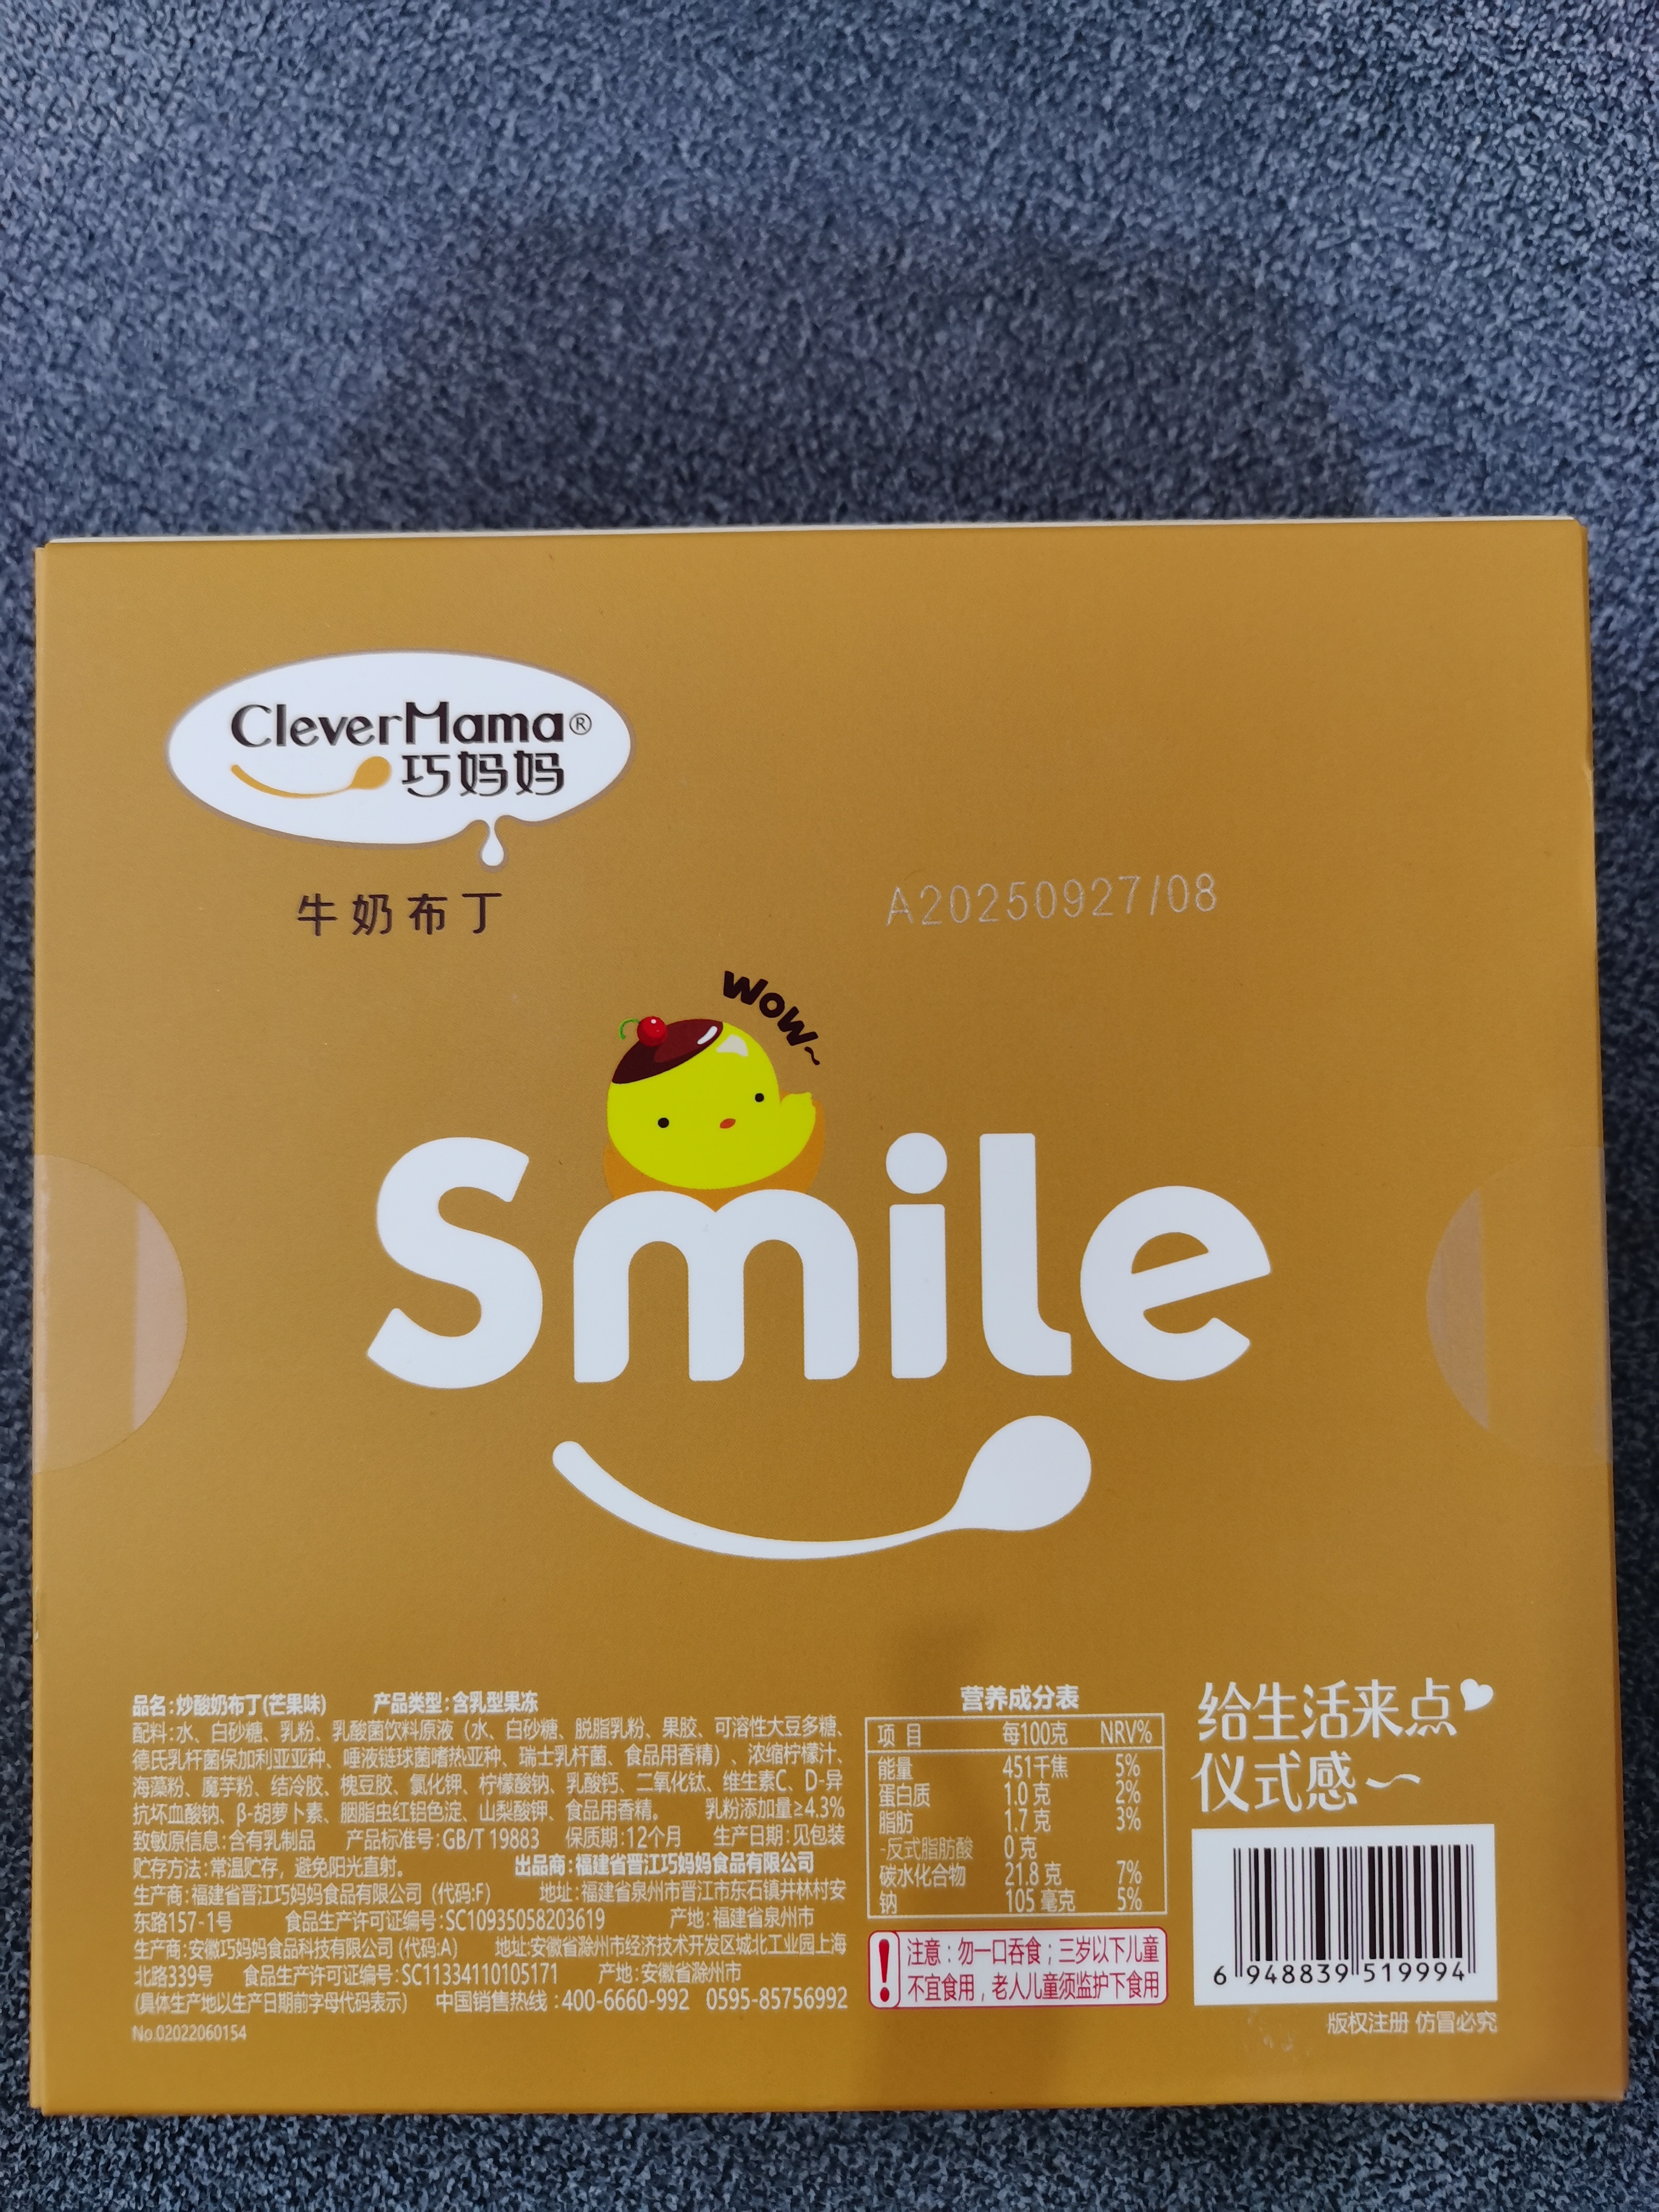 CleverMama®
巧妈妈
牛奶布丁
A20250927/08
wow~
Smile
品名:炒酸奶布丁(芒果味) 产品类型:含乳型果冻
配料:水、白砂糖、乳粉、乳酸菌饮料原液（水、白砂糖、脱脂乳粉、果胶、可溶性大豆多糖、
德氏乳杆菌保加利亚亚种、唾液链球菌嗜热亚种、瑞士乳杆菌、食品用香精）、浓缩柠檬汁、
海藻粉、魔芋粉、结冷胶、槐豆胶、氯化钾、柠檬酸钠、乳酸钙、二氧化钛、维生素C、D-异
抗坏血酸钠、β-胡萝卜素、胭脂虫红铝色淀、山梨酸钾、食品用香精。 乳粉添加量≥4.3%
致敏原信息:含有乳制品 产品标准号:GB/T 19883 保质期:12个月 生产日期:见包装
贮存方法:常温贮存，避免阳光直射。 出品商:福建省晋江巧妈妈食品有限公司
生产商:福建省晋江巧妈妈食品有限公司 (代码:F) 地址:福建省泉州市晋江市东石镇井林村安
东路157-1号 食品生产许可证编号:SC10935058203619 产地:福建省泉州市
生产商:安徽巧妈妈食品科技有限公司 (代码:A) 地址:安徽省滁州市经济技术开发区城北工业园上海
北路339号 食品生产许可证编号:SC11334110105171 产地:安徽省滁州市
(具体生产地以生产日期前字母代码表示) 中国销售热线:400-6660-992 0595-85756992
No.02022060154
营养成分表
项目 每100克 NRV%
能量 451千焦 5%
蛋白质 1.0 克 2%
脂肪 1.7 克 3%
-反式脂肪酸 0 克
碳水化合物 21.8 克 7%
钠 105 毫克 5%
注意:勿一口吞食;三岁以下儿童
不宜食用，老人儿童须监护下食用
给生活来点
仪式感~
6 948839 519994
版权注册 仿冒必究